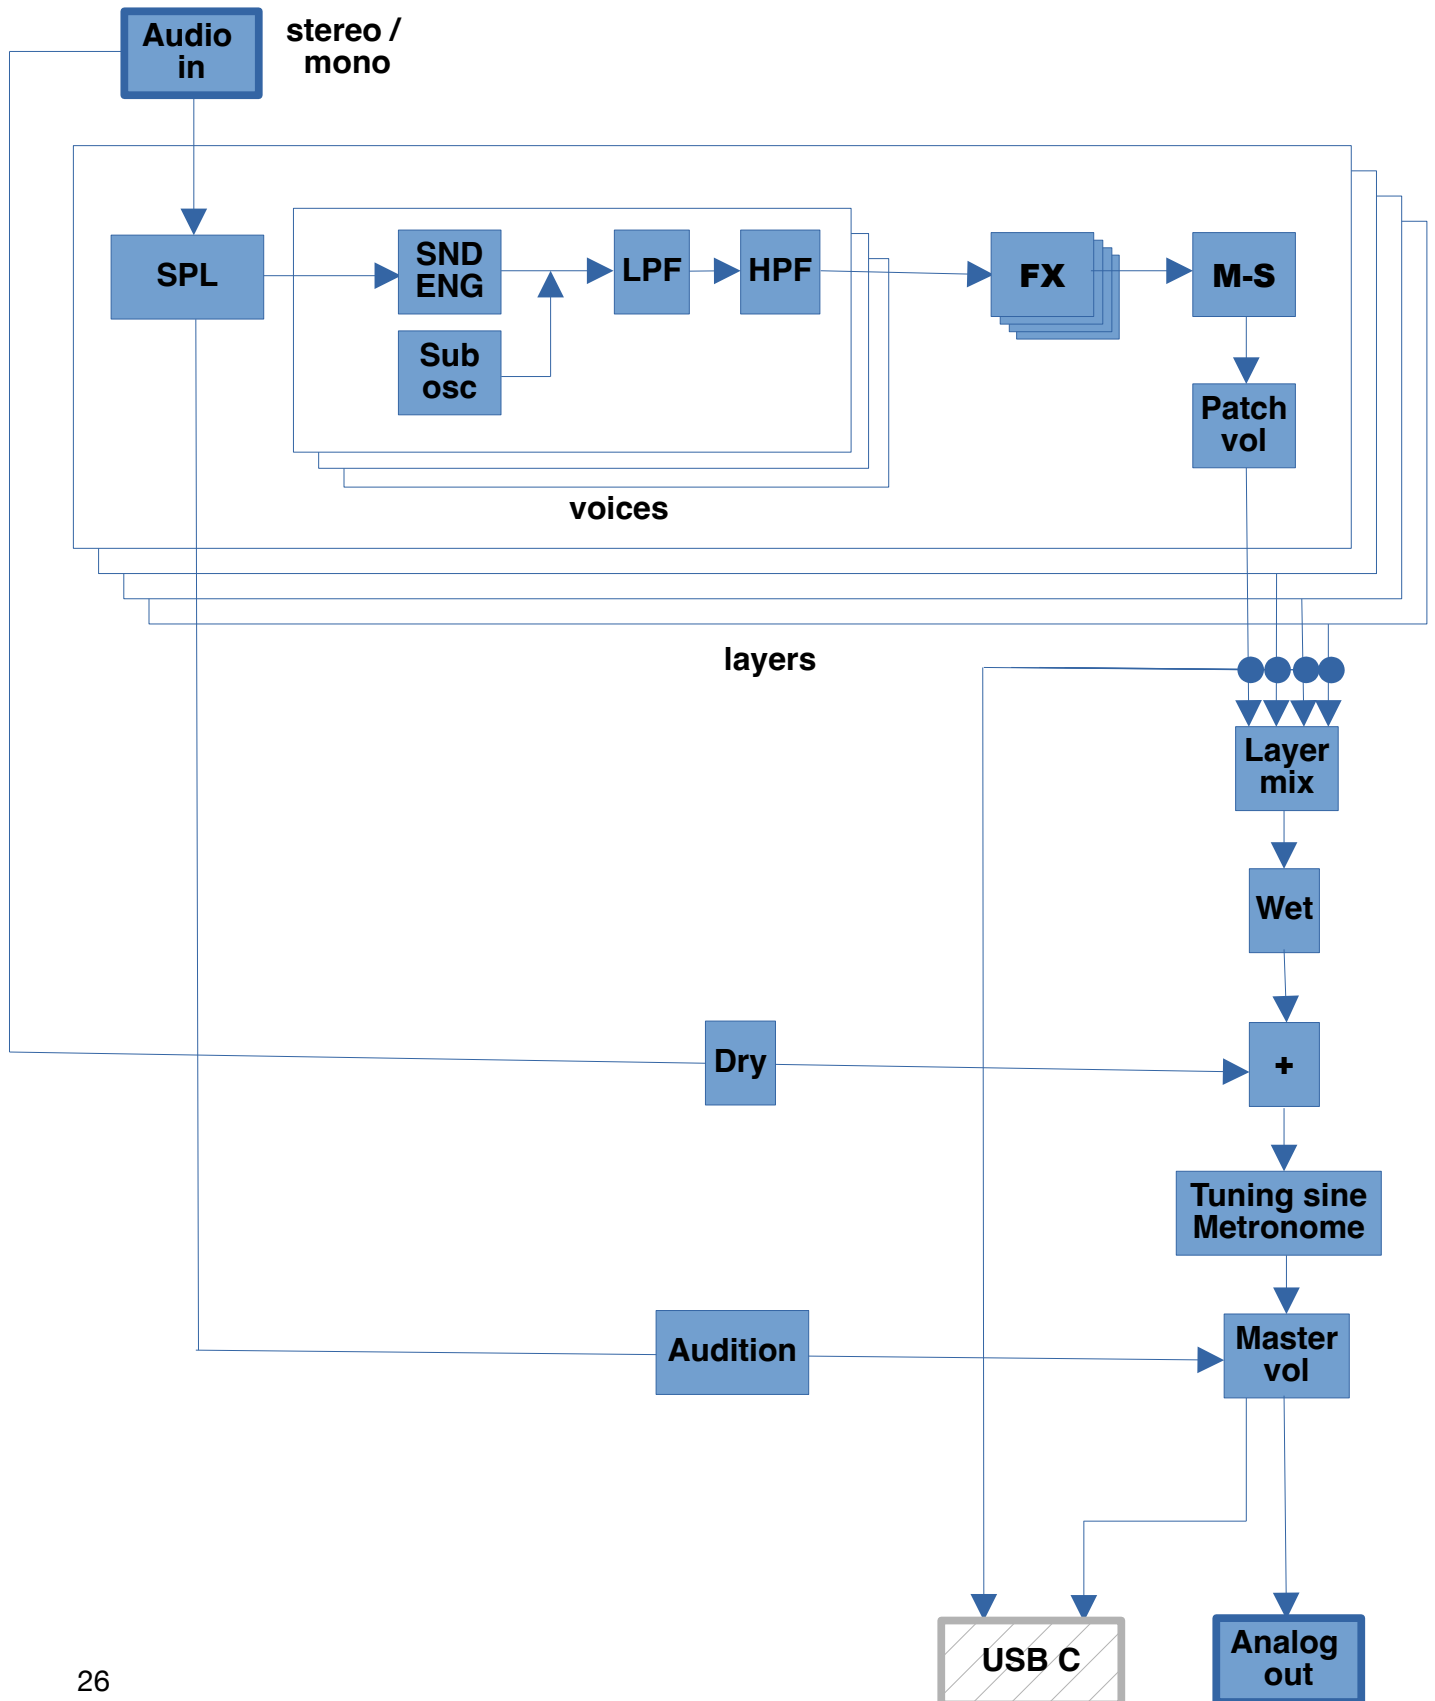 Audio
in
stereo /
mono
SPL
SND
ENG
LPF
HPF
FX
M-S
Sub
osc
Patch
vol
voices
layers
Layer
mix
Wet
Dry
+
Tuning sine
Metronome
Audition
Master
vol
USB C
Analog
out
26